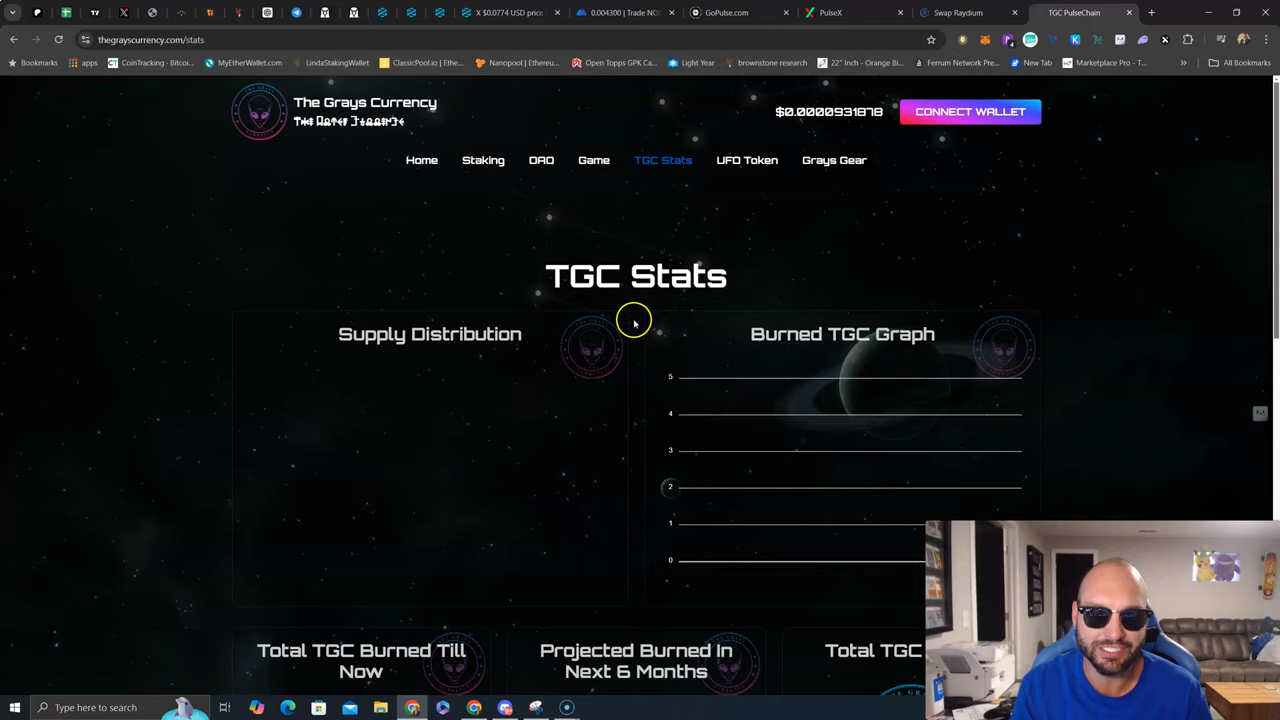 X $0.0774 USD price
0.004300 | Trade NO
GoPulse.com
PulseX
Swap Raydium
TGC PulseChain
thegrayscurrency.com/stats
4
Bookmarks
apps
CoinTracking - Bitcoi...
MyEtherWallet.com
LindaStakingWallet
ClassicPool.io | Ethe...
Nanopool | Ethereu...
Open Topps GPK Ca...
Light Year
brownstone research
22" Inch - Orange Bi...
Ferrum Network Pre...
New Tab
Marketplace Pro - T...
All Bookmarks
The Grays Currency
$0.0000931878
CONNECT WALLET
Home
Staking
DAO
Game
TGC Stats
UFO Token
Grays Gear
TGC Stats
Supply Distribution
Burned TGC Graph
5
4
3
2
1
0
Total TGC Burned Till
Now
Projected Burned In
Next 6 Months
Total TGC
Type here to search